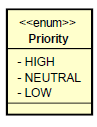 <<enum>>
Priority
- HIGH
- NEUTRAL
- LOW